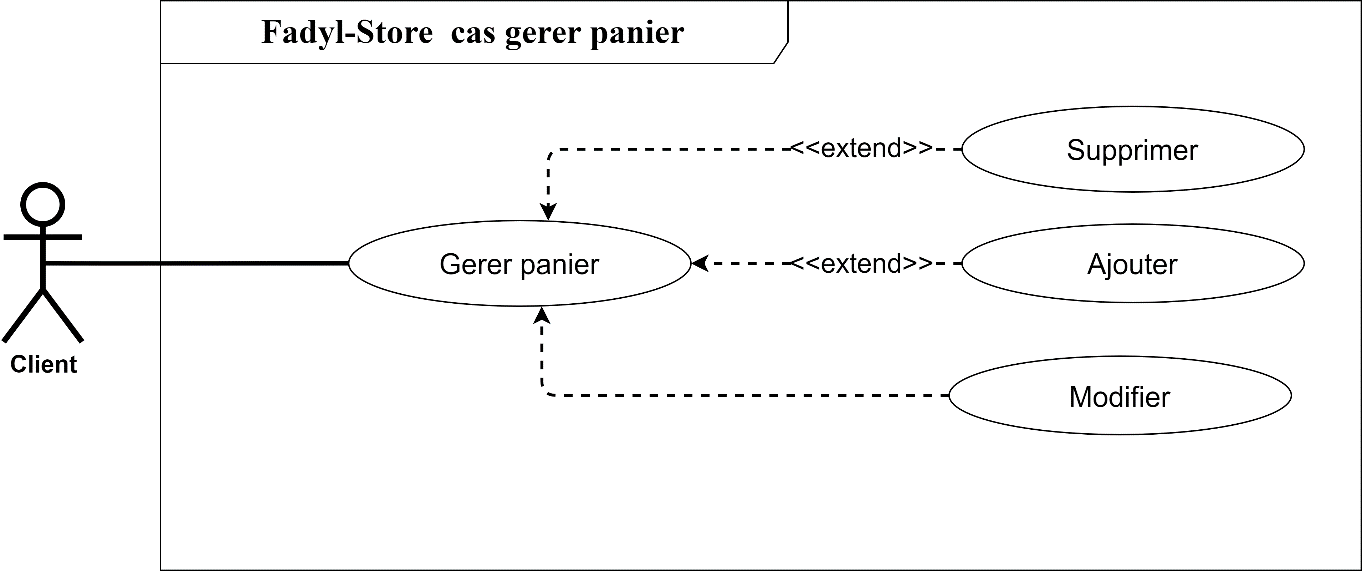 Fadyl-Store cas gerer panier
<<extend>>
Supprimer
Gerer panier
<<extend>>
Ajouter
Client
Modifier